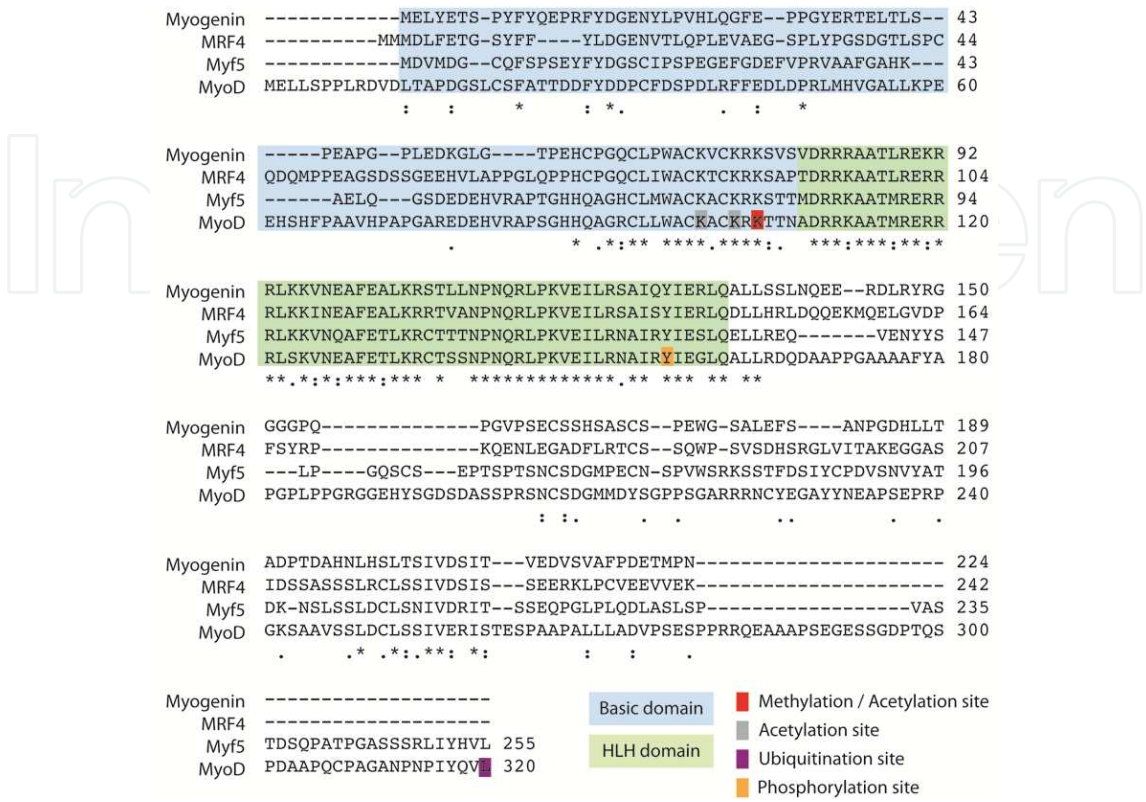 Myogenin ------------MELYETS-PYFYQEPRFYDGENYLPVHLQGFE--PPGYERTELTLS-- 43
MRF4 ----------MMMDLFETG-SYFF---YLDGENVTLQPLEVAEG-SPLYPGSDGTLSPC 44
Myf5 ------------MDVMDG--CQFSPSEYFYDGSCIPSPEGEFGDEFVPRVAAFGAHK--- 43
MyoD MELLSPPLRDVDLTAPDGSLCSFATTDDFYDDPCFDSPDLRFFEDLDPRLMHVGALLKPE 60
: : * : *. . : *
Myogenin -----PEAPG--PLEDKGLG----TPEHCPGQCLPWACKVCKRKSVSVDRRRAATLREKR 92
MRF4 QDQMPPEAGSDSSGEEHVLAPPGLQPPHCPGQCLIWACKTCKRKSAPTDRRKAATLRERR 104
Myf5 ------AELQ---GSDEDEHVRAPTGHHQAGHCLMWACKACKRKSTTMDRRKAATMRERR 94
MyoD EHSHFPAAVHPAPGAREDEHVRAPSGHHQAGRCLLWACKACKRKTTNADRRKAATMRERR 120
. * .*:** **** ****:. ***:***:**:*
Myogenin RLKKVNEAFEALKRSTLLNPNQRLPKVEILRSAIQYIERLQALLSSLNQEE--RDLRYRG 150
MRF4 RLKKINEAFEALKRRTVANPNQRLPKVEILRSAISYIERLQDLLHRLDQQEKMQELGVDP 164
Myf5 RLKKVNQAFETLKRCTTTNPNQRLPKVEILRNAIRYIESLQELLREQ------VENYYS 147
MyoD RLSKVNEAFETLKRCTSSNPNQRLPKVEILRNAIRYIEGLQALLRDQDAAPPGAAAAFYA 180
**.*:*:***:*** * *************.** *** ** **
Myogenin GGGPQ--------------PGVPSECSSHSASCS-PEWG-SALEFS----ANPGDHLLT 189
MRF4 FSYRP--------------KQENLEGADFLRTCS--SQWP-SVSDHSRGLVITAKEGGAS 207
Myf5 ---LP----GQSCS---EPTSPTSNCSDGMPECN-SPVWSRKSSTFDSIYCPDVSNVYAT 196
MyoD PGPLPPGRGGEHYSGDSDASSPRSNCSDGMMDYSGPPSGARRRNCYEGAYYNEAPSEPRP 240
: :. . . .. . .
Myogenin ADPTDAHNLHSLTSIVDSIT---VEDVSVAFPDETMPN---------------------- 224
MRF4 IDSSASSSLRCLSSIVDSIS---SEERKLPCVEEVVEK---------------------- 242
Myf5 DK-NSLSSLDCLSNIVDRIT---SSEQPGLPLQDLASLSP------------------VAS 235
MyoD GKSAAVSSLDCLSSIVERISTESPAAPALLLADVPSESPPRRQEAAAPSEGESSGDPTQS 300
. .* .*:.**:*: : : .
Myogenin --------------------
MRF4 --------------------
Myf5 TDSQPATPGASSSRLIYHVL 255
MyoD PDAAPQCPAGANPNPIYQVL 320
Basic domain
HLH domain
Methylation / Acetylation site
Acetylation site
Ubiquitination site
Phosphorylation site